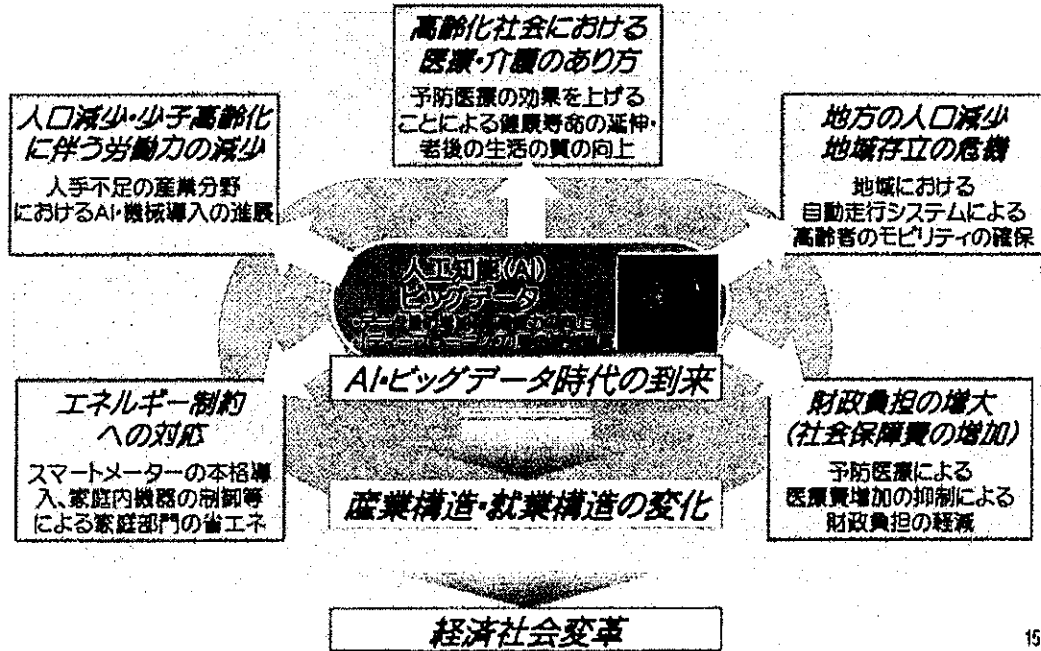 高齢化社会における
医療・介護のあり方
予防医療の効果を上げる
ことによる健康寿命の延伸・
老後の生活の質の向上
人口減少・少子高齢化
に伴う労働力の減少
人手不足の産業分野
におけるAI・機械導入の進展
地方の人口減少
地域存立の危機
地域における
自動走行システムによる
高齢者のモビリティの確保
人工知能(AI)
ビッグデータ
AI・ビッグデータ時代の到来
エネルギー制約
への対応
スマートメーターの本格導
入、家庭内機器の制御等
による家庭部門の省エネ
財政負担の増大
(社会保障費の増加)
予防医療による
医療費増加の抑制による
財政負担の軽減
産業構造・就業構造の変化
経済社会変革
15